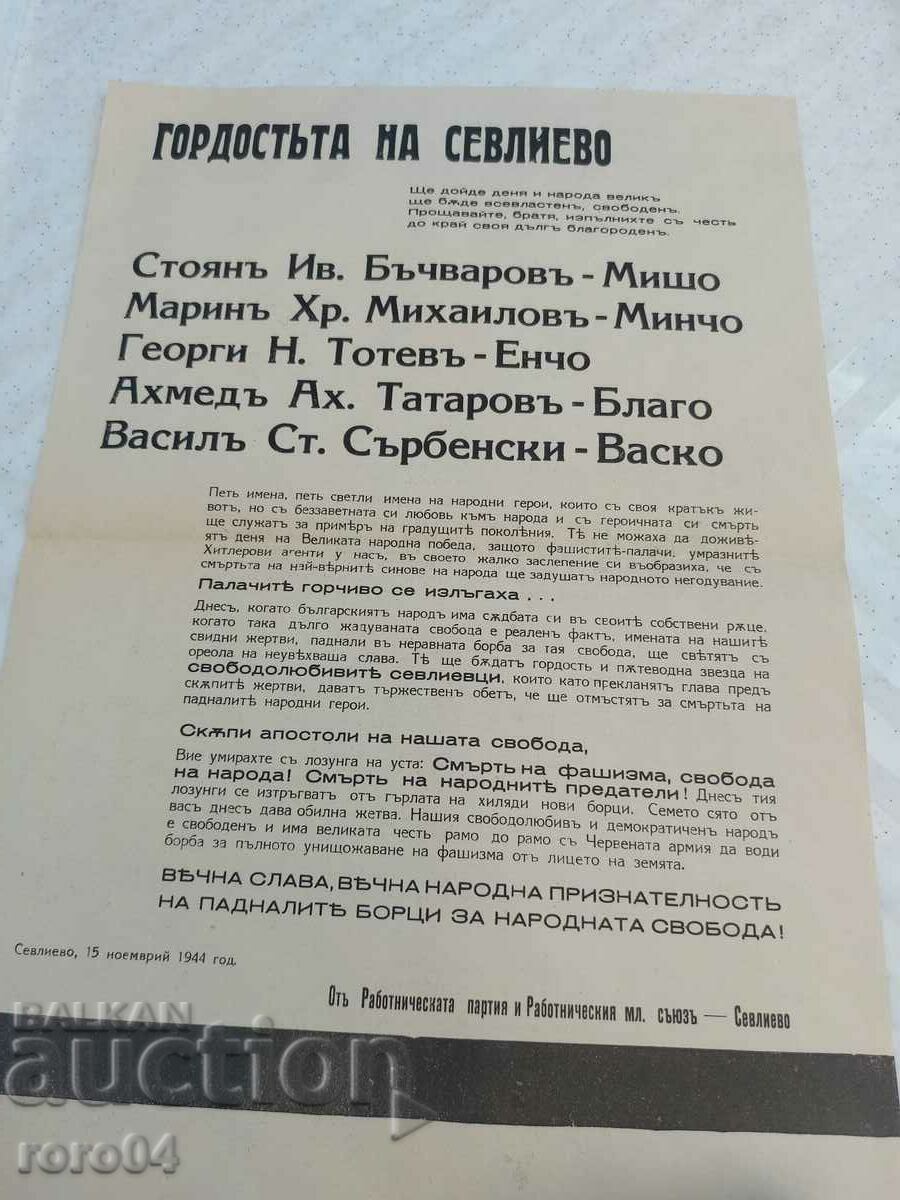 ГОРДОСТЬТА НА СЕВЛИЕВО
Ще дойде деня и народа великъ
ще бѫде всевластенъ, свободенъ.
Прощавайте, братя, изпълнихте съ честь
до край своя дългъ благороденъ.
Стоянъ Ив. Бъчваровъ - Мишо
Маринъ Хр. Михаиловъ - Минчо
Георги Н. Тотевъ - Енчо
Ахмедъ Ах. Татаровъ - Благо
Василъ Ст. Сърбенски - Васко
Петь имена, петь светли имена на народни герои, които съ своя кратъкъ жи-
вотъ, но съ беззаветната си любовь къмъ народа и съ героичната си смърть
ще служатъ за примѣръ на градущитѣ поколѣния. Тѣ не можаха да доживѣ-
ятъ деня на Великата народна победа, защото фашиститѣ-палачи, умразнитѣ
Хитлерови агенти у насъ, въ своето жалко заслепение си въобразиха, че съ
смъртьта на най-вѣрнитѣ синове на народа ще задушатъ народното негодувание.
Палачитѣ горчиво се излъгаха . . .
Днесъ, когато българскиятъ народъ има сѫдбата си въ своитѣ собствени рѫце,
когато така дълго жадуваната свобода е реаленъ фактъ, имената на нашитѣ
свидни жертви, паднали въ неравната борба за тая свобода, ще свѣтятъ съ
ореола на неувѣхваща слава. Тѣ ще бѫдатъ гордость и пѫтеводна звезда на
свободолюбивитѣ севлиевци, които като прекланятъ глава предъ
скѫпитѣ жертви, даватъ тържественъ обетъ, че ще отмъстятъ за смъртьта на
падналитѣ народни герои.
Скѫпи апостоли на нашата свобода,
Вие умирахте съ лозунга на уста: Смърть на фашизма, свобода
на народа! Смърть на народнитѣ предатели! Днесъ тия
лозунги се изтръгватъ отъ гърлата на хиляди нови борци. Семето сято отъ
васъ днесъ дава обилна жетва. Нашия свободолюбивъ и демократиченъ народъ
е свободенъ и има великата честь рамо до рамо съ Червената армия да води
борба за пълното унищожаване на фашизма отъ лицето на земята.
ВѢЧНА СЛАВА, ВѢЧНА НАРОДНА ПРИЗНАТЕЛНОСТЬ
НА ПАДНАЛИТѢ БОРЦИ ЗА НАРОДНАТА СВОБОДА!
Севлиево, 15 ноемврий 1944 год.
Отъ Работническата партия и Работническия мл. съюзъ — Севлиево
BALKAN
auction
roro04